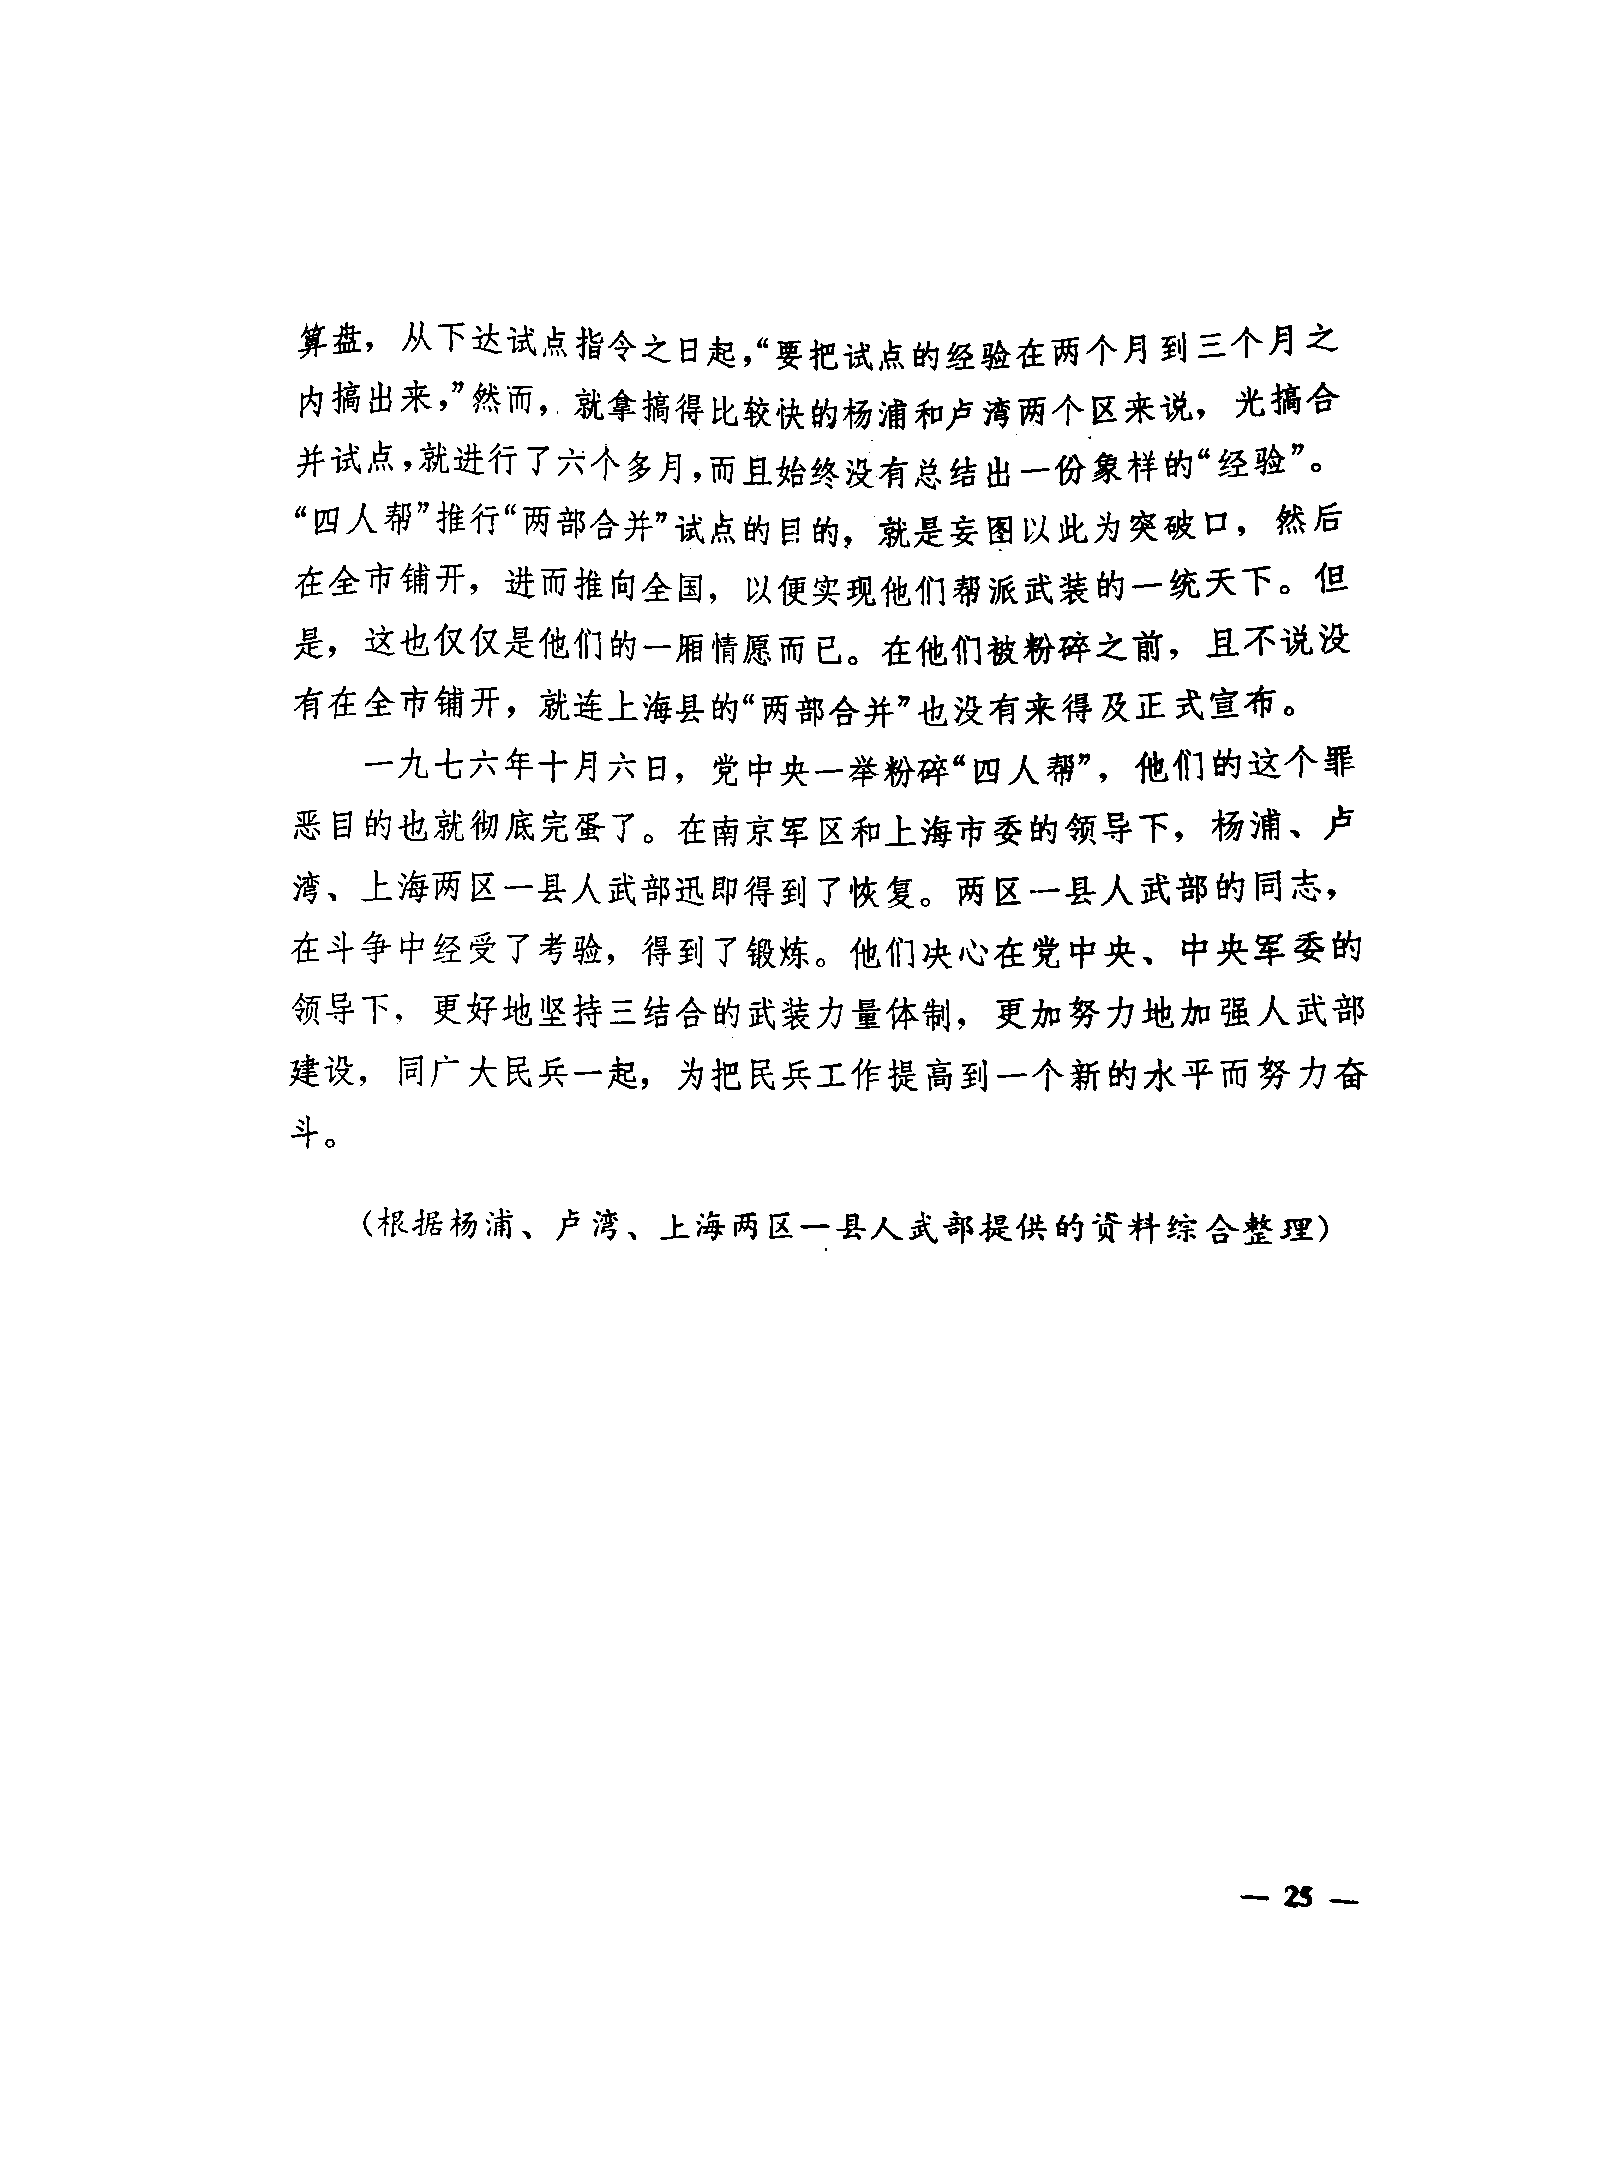 算盘，从下达试点指令之日起，“要把试点的经验在两个月到三个月之
内搞出来，”然而，就拿搞得比较快的杨浦和卢湾两个区来说，光搞合
并试点，就进行了六个多月，而且始终没有总结出一份象样的“经验”。
“四人帮”推行“两部合并”试点的目的，就是妄图以此为突破口，然后
在全市铺开，进而推向全国，以便实现他们帮派武装的一统天下。但
是，这也仅仅是他们的一厢情愿而已。在他们被粉碎之前，且不说没
有在全市铺开，就连上海县的“两部合并”也没有来得及正式宣布。
一九七六年十月六日，党中央一举粉碎“四人帮”，他们的这个罪
恶目的也就彻底完蛋了。在南京军区和上海市委的领导下，杨浦、卢
湾、上海两区一县人武部迅即得到了恢复。两区一县人武部的同志，
在斗争中经受了考验，得到了锻炼。他们决心在党中央、中央军委的
领导下，更好地坚持三结合的武装力量体制，更加努力地加强人武部
建设，同广大民兵一起，为把民兵工作提高到一个新的水平而努力奋
斗。
（根据杨浦、卢湾、上海两区一县人武部提供的资料综合整理）
— 25 —